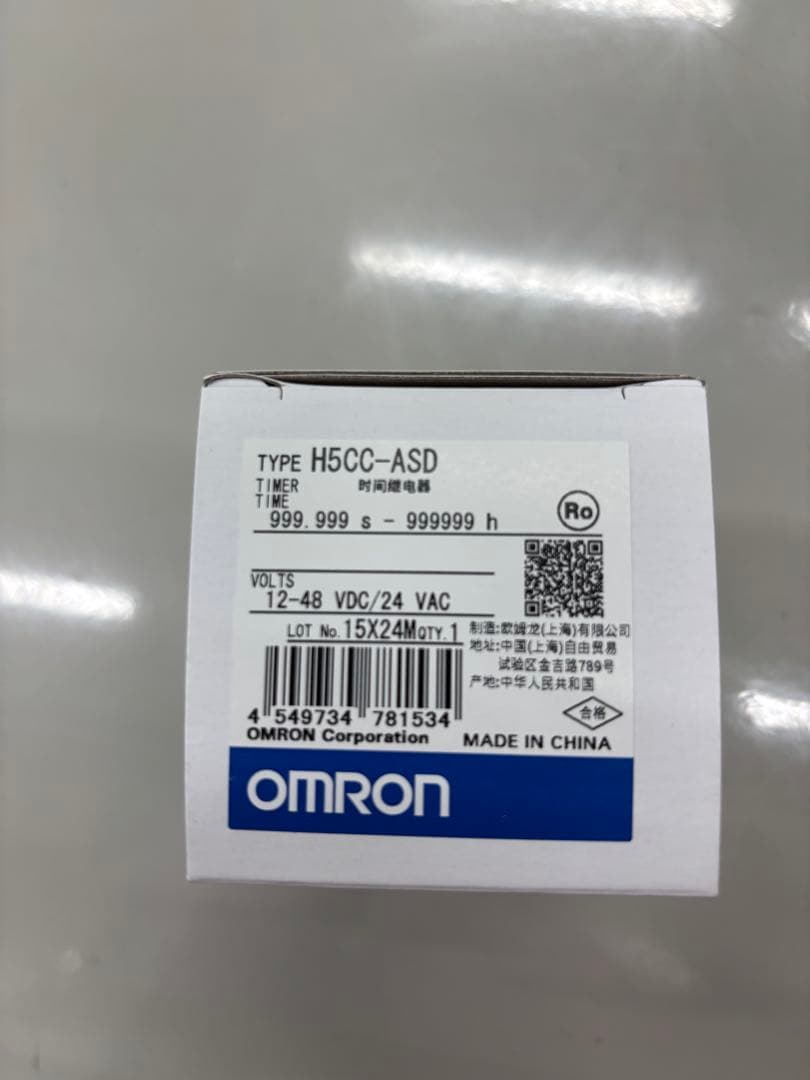 TYPE H5CC-ASD
TIMER 时间继电器
TIME
999.999 s - 999999 h
Ro
VOLTS
12-48 VDC/24 VAC
LOT No. 15X24M QTY. 1
制造:欧姆龙(上海)有限公司
地址:中国(上海)自由贸易
试验区金吉路789号
产地:中华人民共和国
4 549734 781534
合格
OMRON Corporation MADE IN CHINA
OMRON